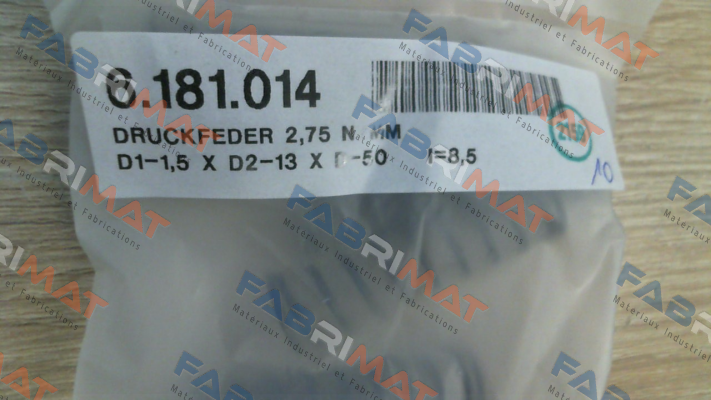 0.181.014
DRUCKFEDER 2,75 N/MM
D1-1,5 X D2-13 X -50 I=8,5
10
FABRIMAT
Materiaux Industriel et Fabrications